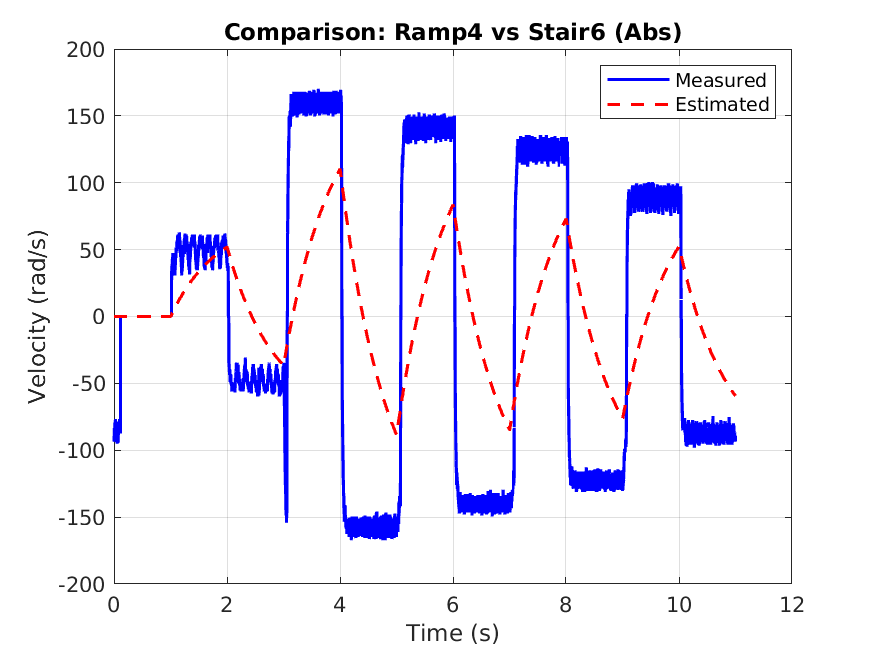 Comparison: Ramp4 vs Stair6 (Abs)
Measured
Estimated
Velocity (rad/s)
200
150
100
50
0
-50
-100
-150
-200
0 2 4 6 8 10 12
Time (s)